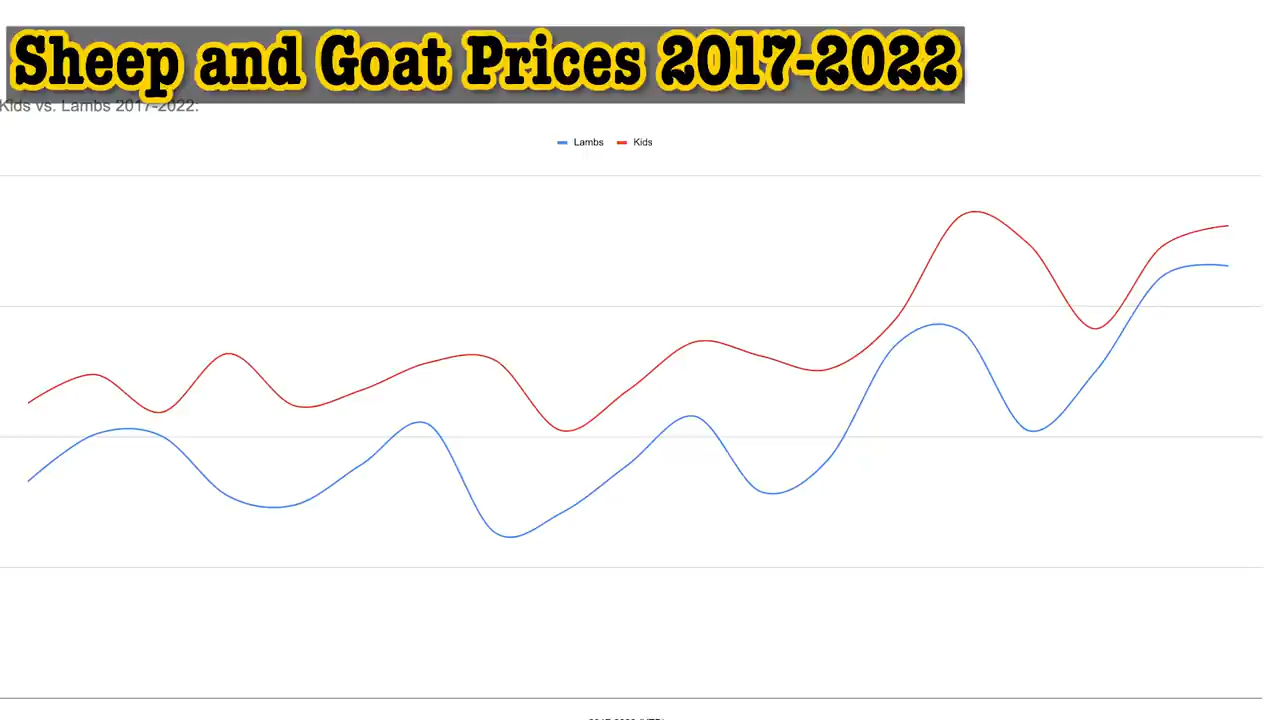 Sheep and Goat Prices 2017-2022
Kids vs. Lambs 2017-2022:
Lambs Kids